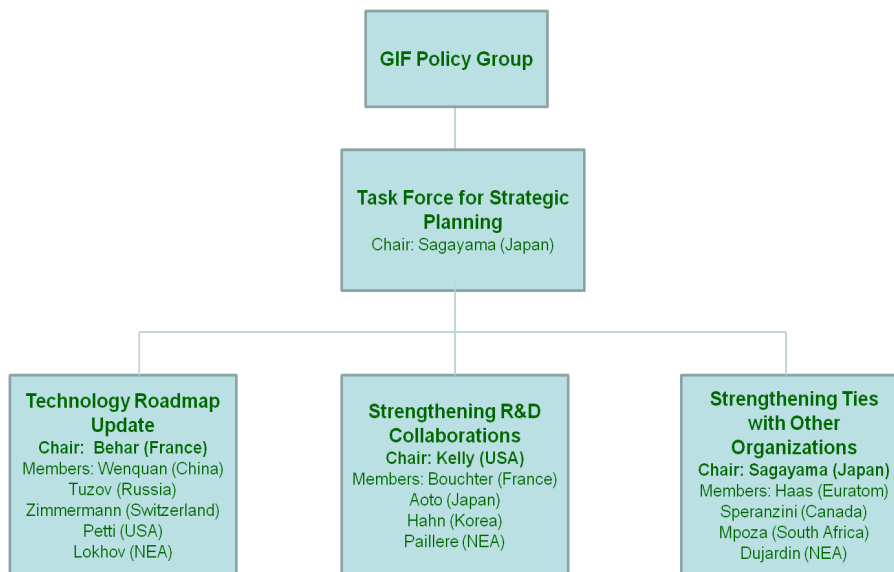 GIF Policy Group
Task Force for Strategic
Planning
Chair: Sagayama (Japan)
Technology Roadmap
Update
Chair:  Behar (France)
Members: Wenquan (China)
Tuzov (Russia)
Zimmermann (Switzerland)
Petti (USA)
Lokhov (NEA)
Strengthening R&D
Collaborations
Chair: Kelly (USA)
Members: Bouchter (France)
Aoto (Japan)
Hahn (Korea)
Paillere (NEA)
Strengthening Ties
with Other
Organizations
Chair: Sagayama (Japan)
Members: Haas (Euratom)
Speranzini (Canada)
Mpoza (South Africa)
Dujardin (NEA)